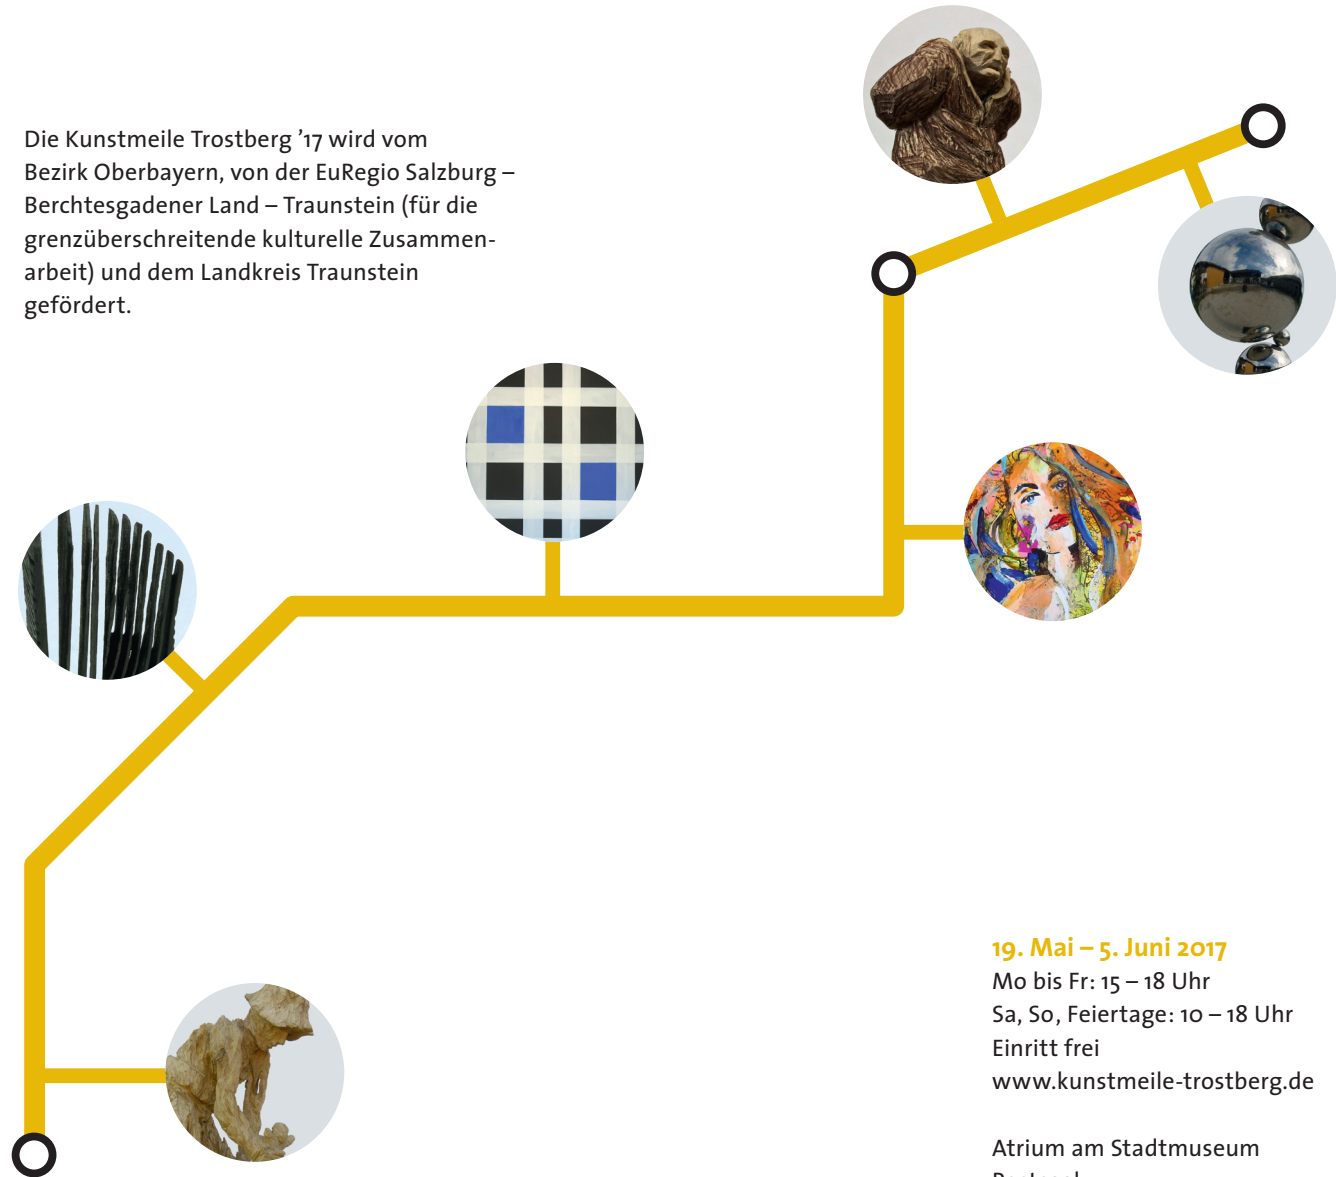 Die Kunstmeile Trostberg ’17 wird vom
Bezirk Oberbayern, von der EuRegio Salzburg –
Berchtesgadener Land – Traunstein (für die
grenzüberschreitende kulturelle Zusammen-
arbeit) und dem Landkreis Traunstein
gefördert.
19. Mai – 5. Juni 2017
Mo bis Fr: 15 – 18 Uhr
Sa, So, Feiertage: 10 – 18 Uhr
Einritt frei
www.kunstmeile-trostberg.de
Atrium am Stadtmuseum